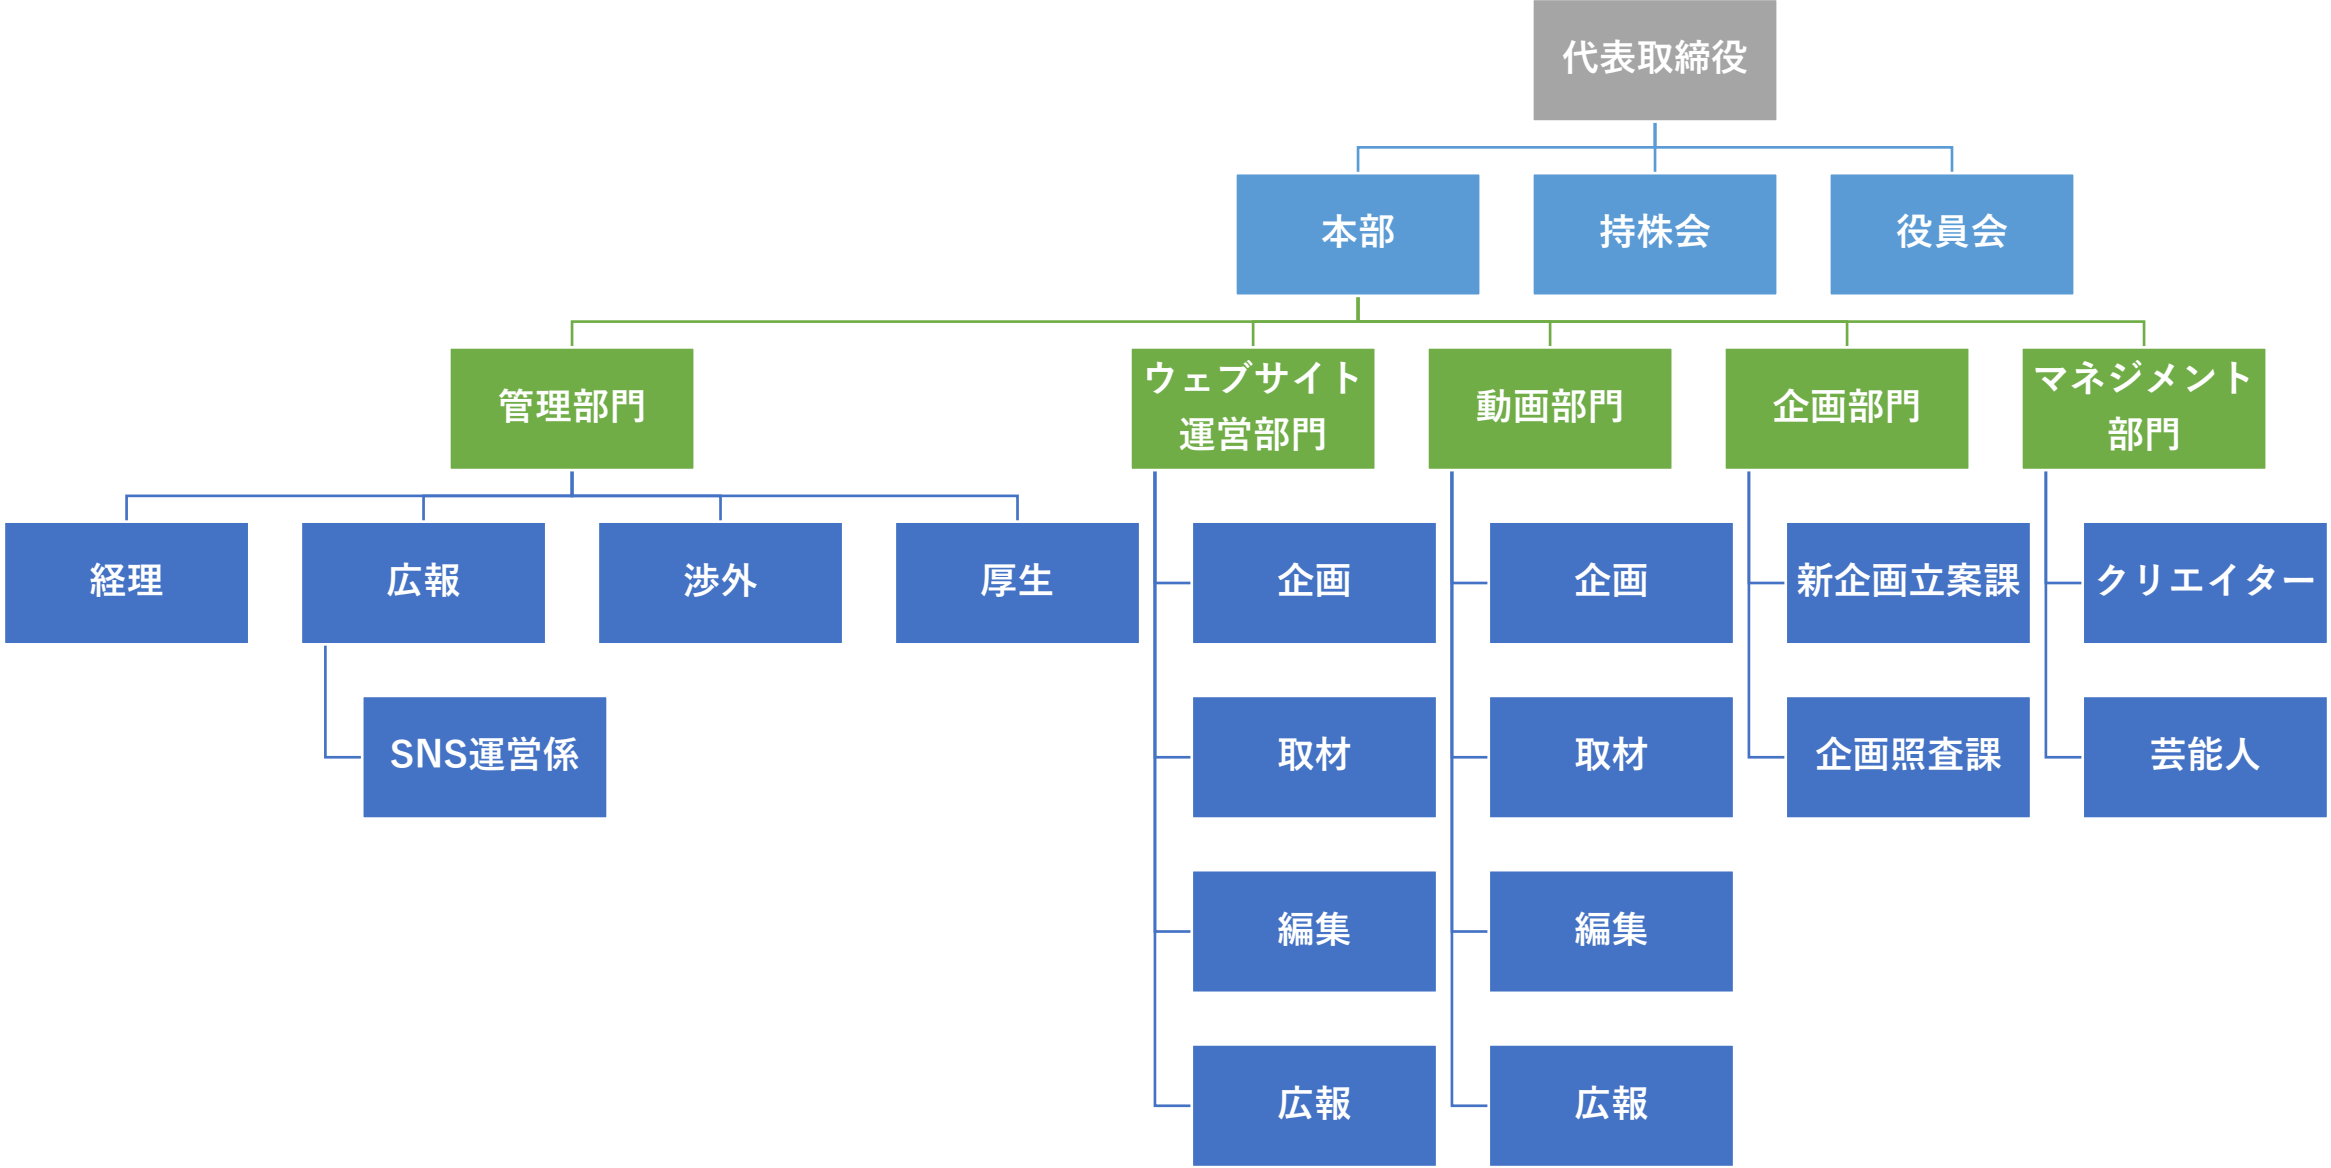 代表取締役
本部
持株会
役員会
管理部門
ウェブサイト
運営部門
動画部門
企画部門
マネジメント
部門
経理
広報
渉外
厚生
企画
企画
新企画立案課
クリエイター
SNS運営係
取材
取材
企画照査課
芸能人
編集
編集
広報
広報